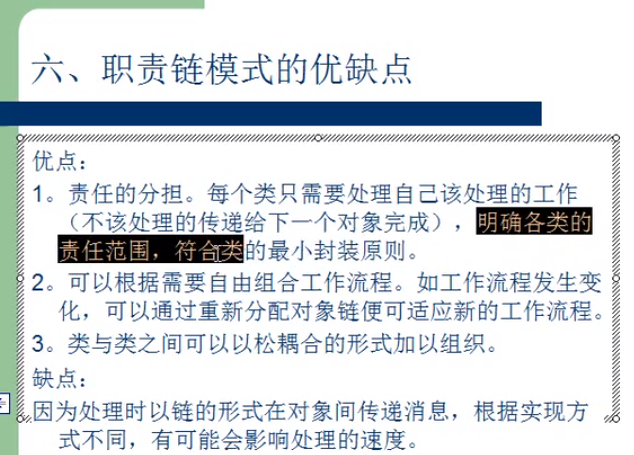 六、职责链模式的优缺点
优点：
1。责任的分担。每个类只需要处理自己该处理的工作
（不该处理的传递给下一个对象完成），明确各类的
责任范围，符合类的最小封装原则。
2。可以根据需要自由组合工作流程。如工作流程发生变
化，可以通过重新分配对象链便可适应新的工作流程。
3。类与类之间可以以松耦合的形式加以组织。
缺点：
因为处理时以链的形式在对象间传递消息，根据实现方
式不同，有可能会影响处理的速度。